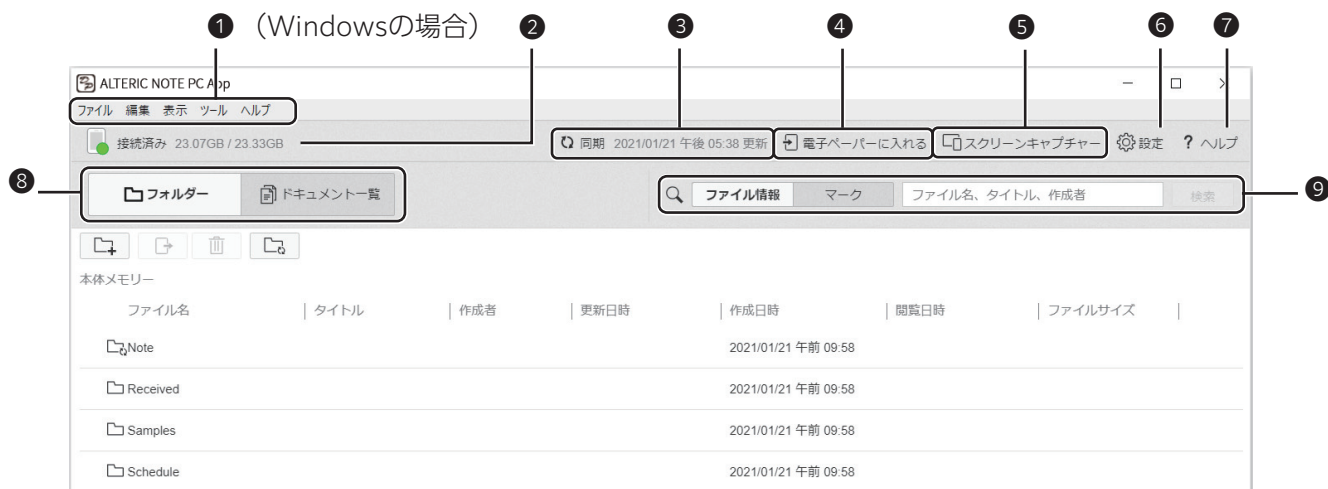 ❶ （Windowsの場合） ❷ ❸ ❹ ❺ ❻ ❼
ALTERIC NOTE PC App
ファイル 編集 表示 ツール ヘルプ
接続済み 23.07GB / 23.33GB 同期 2021/01/21 午後 05:38 更新 電子ペーパーに入れる スクリーンキャプチャー 設定 ? ヘルプ
❽ フォルダー ドキュメント一覧 ファイル情報 マーク ファイル名、タイトル、作成者 検索 ❾
本体メモリー
ファイル名 タイトル 作成者 更新日時 作成日時 閲覧日時 ファイルサイズ
Note 2021/01/21 午前 09:58
Received 2021/01/21 午前 09:58
Samples 2021/01/21 午前 09:58
Schedule 2021/01/21 午前 09:58